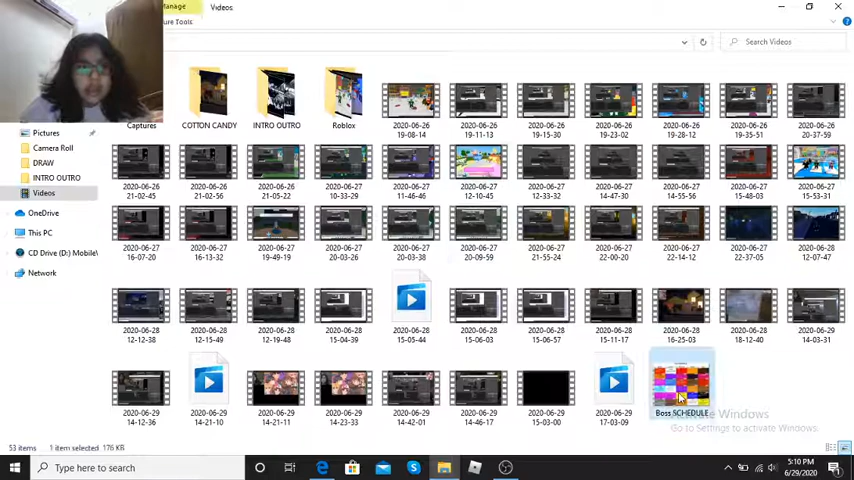 Manage
Videos
ure Tools
Search Videos
Captures
COTTON CANDY
INTRO OUTRO
Roblox
2020-06-26 19-08-14
2020-06-26 19-11-13
2020-06-26 19-15-30
2020-06-26 19-23-02
2020-06-26 19-28-12
2020-06-26 19-35-51
2020-06-26 20-37-59
Pictures
Camera Roll
DRAW
INTRO OUTRO
Videos
OneDrive
This PC
CD Drive (D:) Mobile\
Network
2020-06-26 21-02-45
2020-06-26 21-02-56
2020-06-26 21-05-22
2020-06-27 10-33-29
2020-06-27 11-46-46
2020-06-27 12-10-45
2020-06-27 12-33-32
2020-06-27 14-47-30
2020-06-27 14-55-56
2020-06-27 15-48-03
2020-06-27 15-53-31
2020-06-27 16-07-20
2020-06-27 16-13-32
2020-06-27 19-49-19
2020-06-27 20-03-26
2020-06-27 20-03-38
2020-06-27 20-09-59
2020-06-27 21-55-24
2020-06-27 22-00-20
2020-06-27 22-14-12
2020-06-27 22-37-05
2020-06-28 12-07-47
2020-06-28 12-12-38
2020-06-28 12-15-49
2020-06-28 12-19-48
2020-06-28 15-04-39
2020-06-28 15-05-44
2020-06-28 15-06-03
2020-06-28 15-06-57
2020-06-28 15-11-17
2020-06-28 16-25-03
2020-06-28 18-12-40
2020-06-29 14-03-31
2020-06-29 14-12-36
2020-06-29 14-21-10
2020-06-29 14-21-11
2020-06-29 14-23-33
2020-06-29 14-42-01
2020-06-29 14-46-17
2020-06-29 15-03-00
2020-06-29 17-03-09
Boss SCHEDULE
Activate Windows
Go to Settings to activate Windows.
53 items
1 item selected 176 KB
Type here to search
5:10 PM
6/29/2020